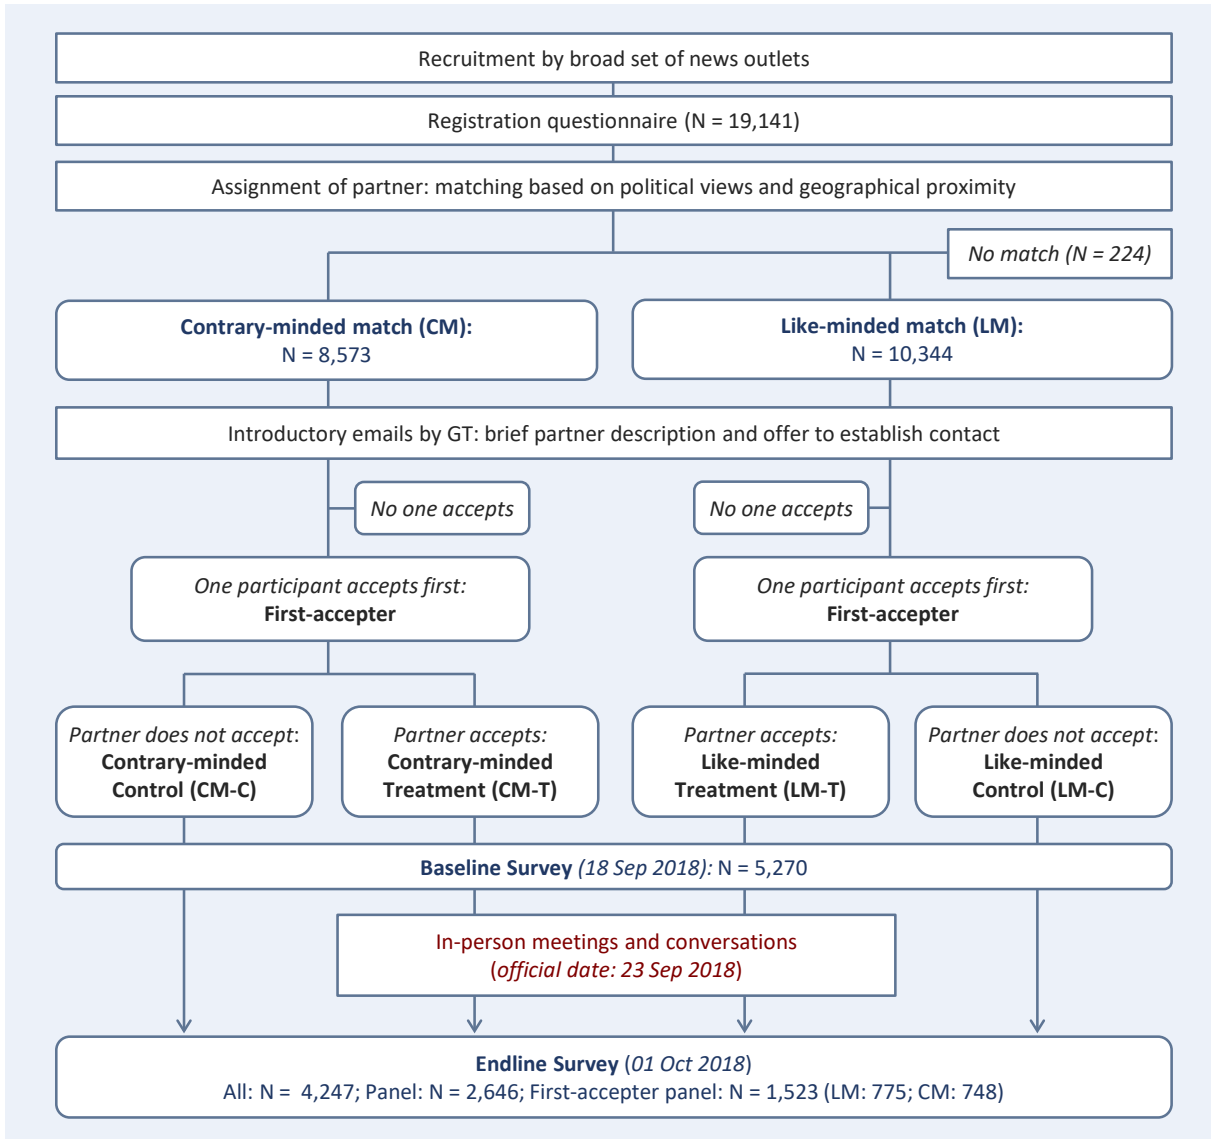 Recruitment by broad set of news outlets
Registration questionnaire (N = 19,141)
Assignment of partner: matching based on political views and geographical proximity
No match (N = 224)
Contrary-minded match (CM):
N = 8,573
Like-minded match (LM):
N = 10,344
Introductory emails by GT: brief partner description and offer to establish contact
No one accepts
No one accepts
One participant accepts first:
First-accepter
One participant accepts first:
First-accepter
Partner does not accept:
Contrary-minded
Control (CM-C)
Partner accepts:
Contrary-minded
Treatment (CM-T)
Partner accepts:
Like-minded
Treatment (LM-T)
Partner does not accept:
Like-minded
Control (LM-C)
Baseline Survey (18 Sep 2018): N = 5,270
In-person meetings and conversations
(official date: 23 Sep 2018)
Endline Survey (01 Oct 2018)
All: N = 4,247; Panel: N = 2,646; First-accepter panel: N = 1,523 (LM: 775; CM: 748)